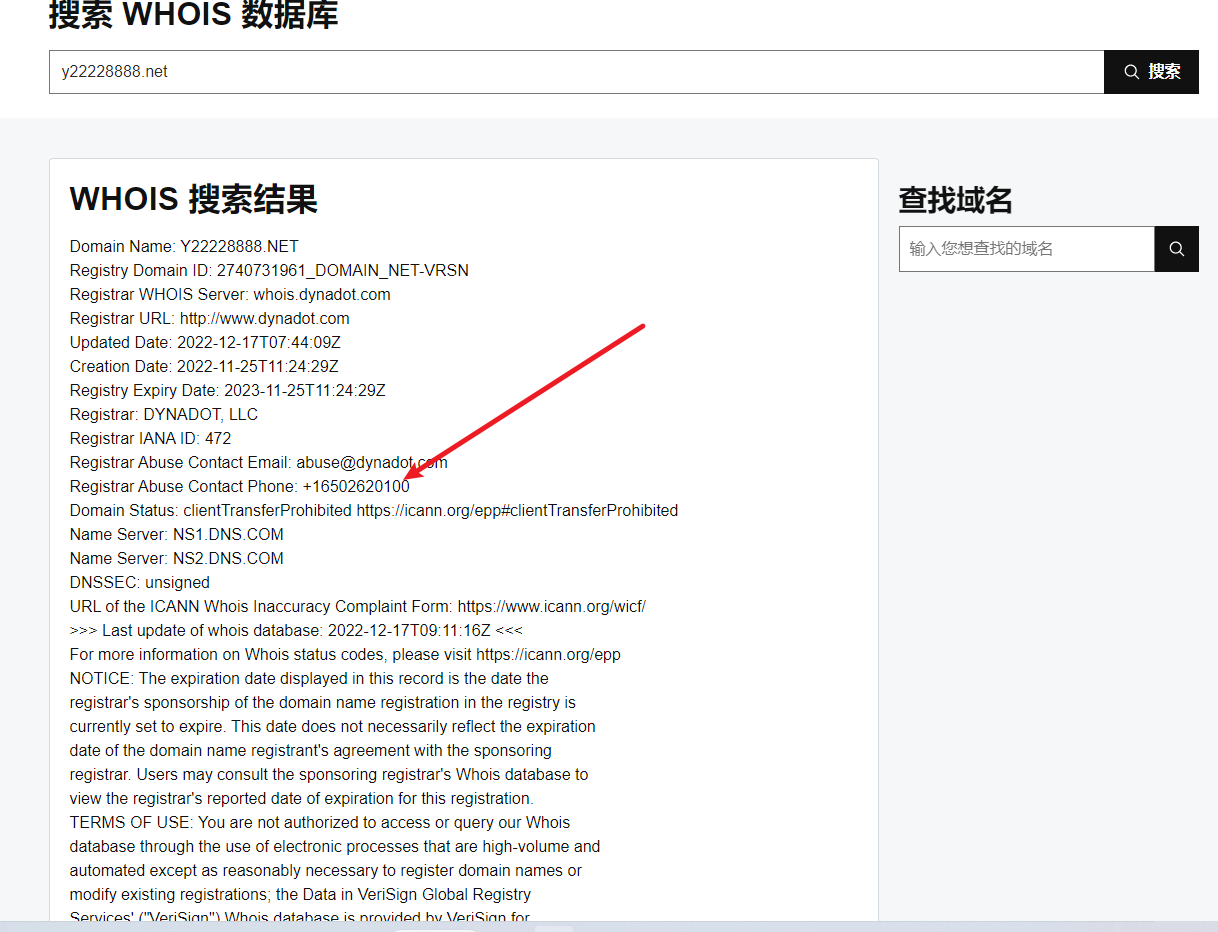 搜索 WHOIS 数据库
y22228888.net
搜索
WHOIS 搜索结果
Domain Name: Y22228888.NET
Registry Domain ID: 2740731961_DOMAIN_NET-VRSN
Registrar WHOIS Server: whois.dynadot.com
Registrar URL: http://www.dynadot.com
Updated Date: 2022-12-17T07:44:09Z
Creation Date: 2022-11-25T11:24:29Z
Registry Expiry Date: 2023-11-25T11:24:29Z
Registrar: DYNADOT, LLC
Registrar IANA ID: 472
Registrar Abuse Contact Email: abuse@dynadot.com
Registrar Abuse Contact Phone: +16502620100
Domain Status: clientTransferProhibited https://icann.org/epp#clientTransferProhibited
Name Server: NS1.DNS.COM
Name Server: NS2.DNS.COM
DNSSEC: unsigned
URL of the ICANN Whois Inaccuracy Complaint Form: https://www.icann.org/wicf/
>>> Last update of whois database: 2022-12-17T09:11:16Z <<<
For more information on Whois status codes, please visit https://icann.org/epp
NOTICE: The expiration date displayed in this record is the date the
registrar's sponsorship of the domain name registration in the registry is
currently set to expire. This date does not necessarily reflect the expiration
date of the domain name registrant's agreement with the sponsoring
registrar. Users may consult the sponsoring registrar's Whois database to
view the registrar's reported date of expiration for this registration.
TERMS OF USE: You are not authorized to access or query our Whois
database through the use of electronic processes that are high-volume and
automated except as reasonably necessary to register domain names or
modify existing registrations; the Data in VeriSign Global Registry
Services' ("VeriSign") Whois database is provided by VeriSign for
查找域名
输入您想查找的域名